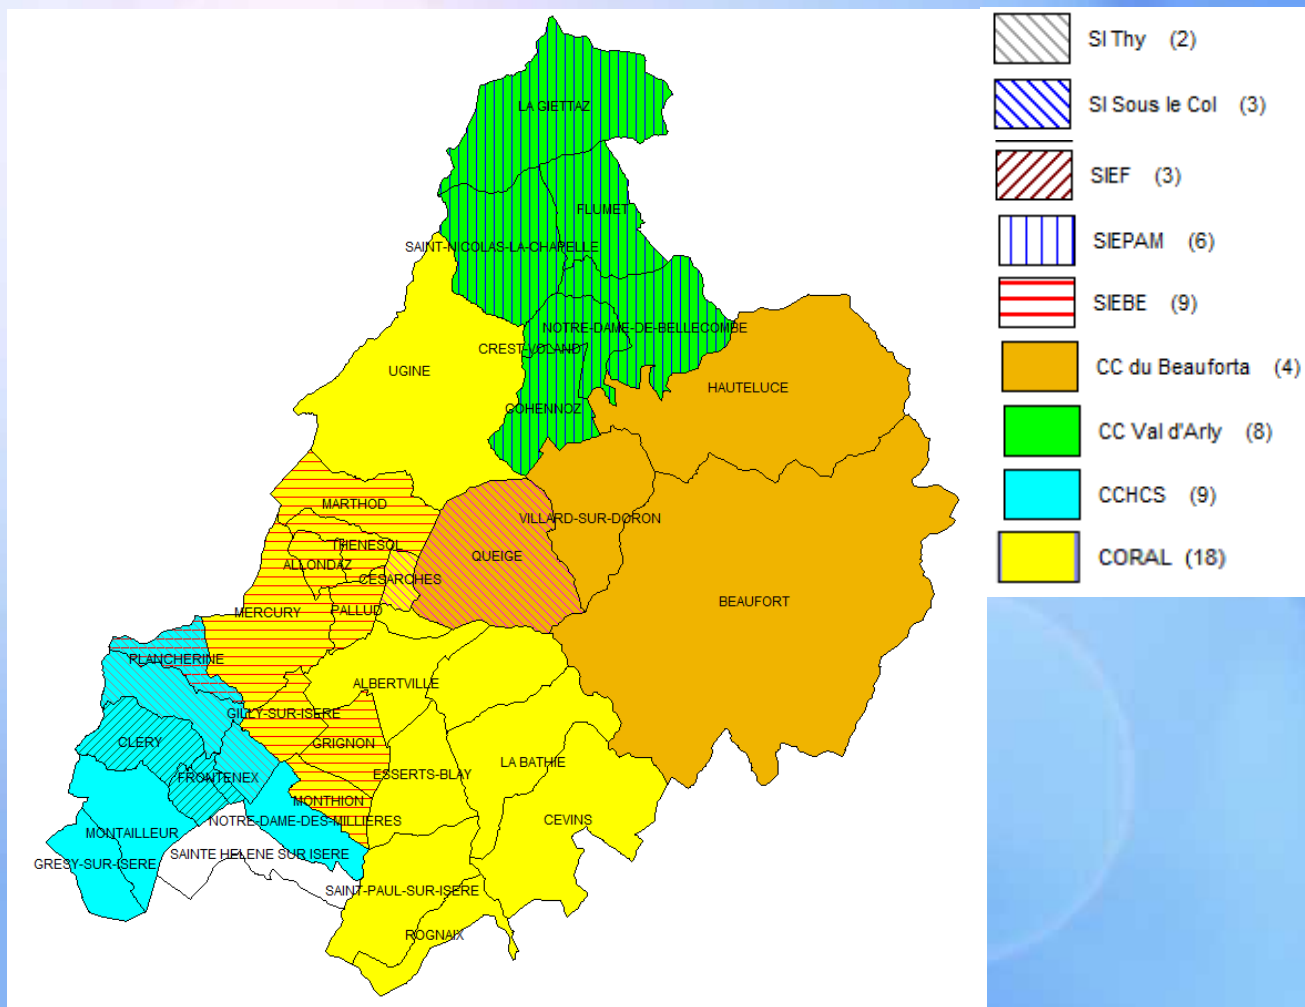 LA GIETTAZ
FLUMET
SAINT-NICOLAS-LA-CHAPELLE
NOTRE-DAME-DE-BELLECOMBE
CREST-VOLAND
UGINE
HAUTELUCE
COHENNOZ
MARTHOD
VILLARD-SUR-DORON
THENESOL
QUEIGE
ALLONDAZ
CESARCHES
BEAUFORT
MERCURY
PALLUD
PLANCHERINE
ALBERTVILLE
GILLY-SUR-ISERE
CLERY
GRIGNON
LA BATHIE
FRONTENEX
ESSERTS-BLAY
MONTHION
NOTRE-DAME-DES-MILLIERES
CEVINS
MONTAILLEUR
SAINTE HELENE SUR ISERE
GRESY-SUR-ISERE
SAINT-PAUL-SUR-ISERE
ROGNAIX
SI Thy (2)
SI Sous le Col (3)
SIEF (3)
SIEPAM (6)
SIEBE (9)
CC du Beauforta (4)
CC Val d'Arly (8)
CCHCS (9)
CORAL (18)